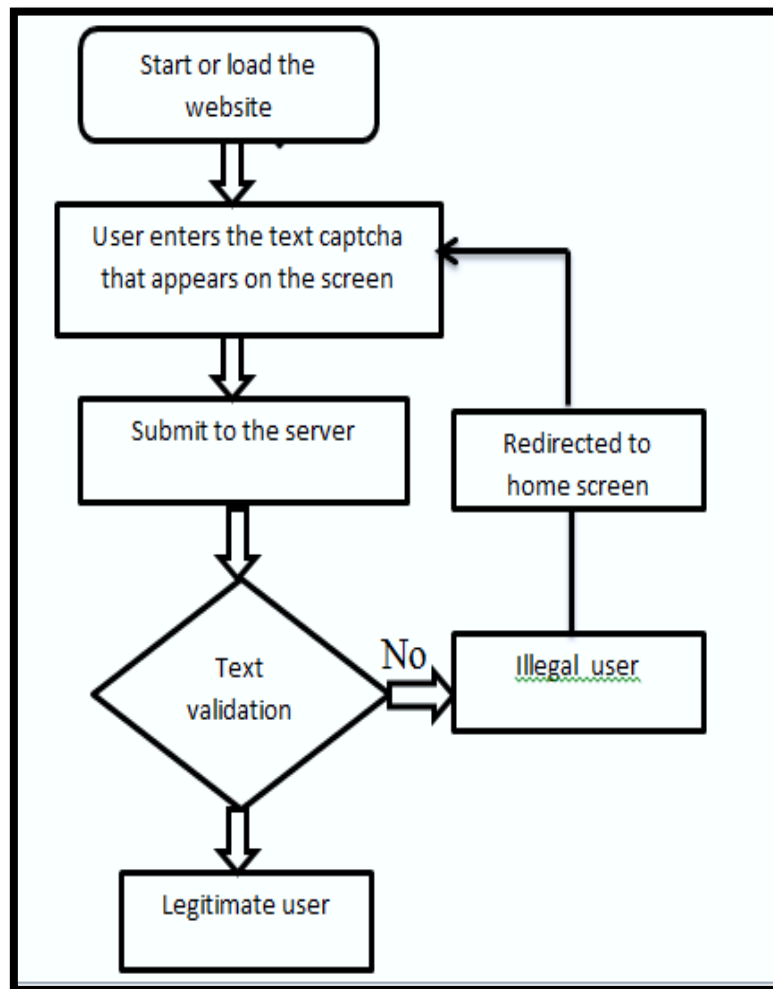 Start or load the
website
User enters the text captcha
that appears on the screen
Submit to the server
Redirected to
home screen
No
Illegal user
Text
validation
Legitimate user